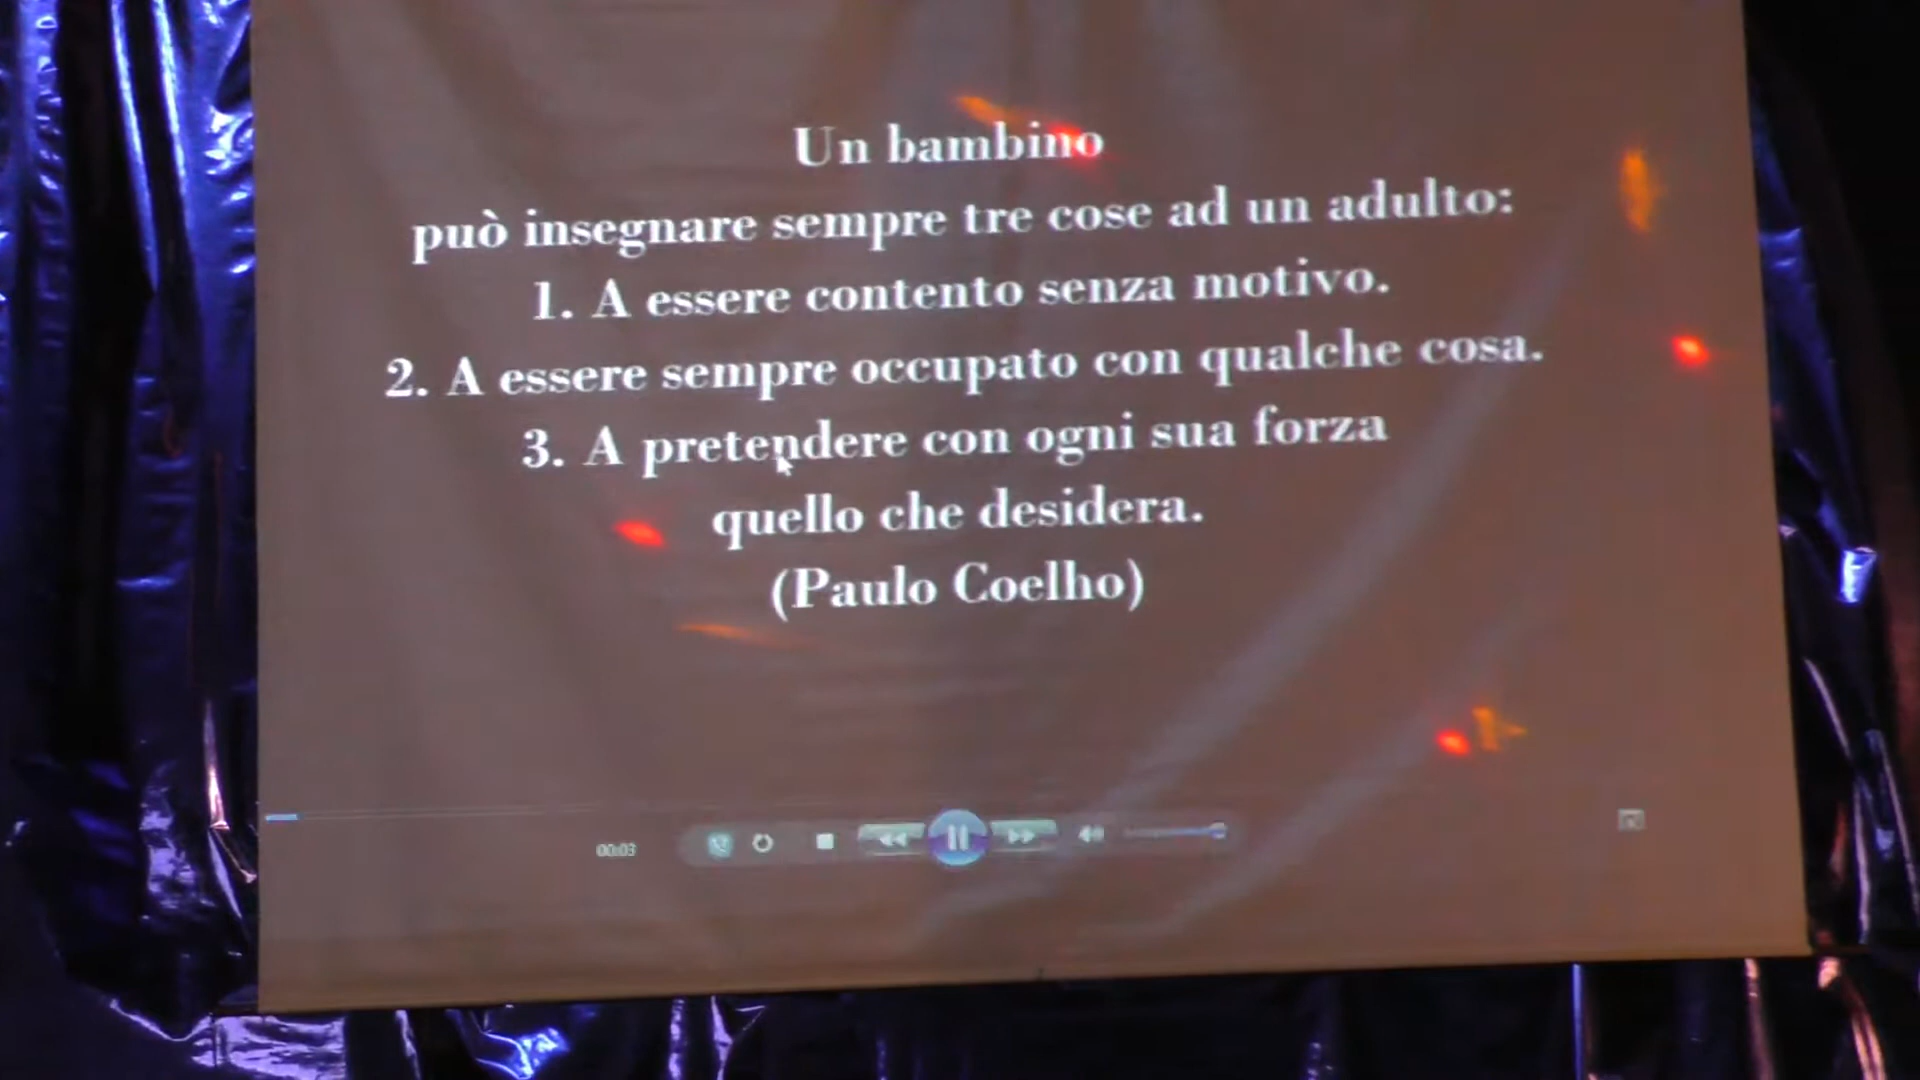 Un bambino
può insegnare sempre tre cose ad un adulto:
1. A essere contento senza motivo.
2. A essere sempre occupato con qualche cosa.
3. A pretendere con ogni sua forza
quello che desidera.
(Paulo Coelho)
00:03